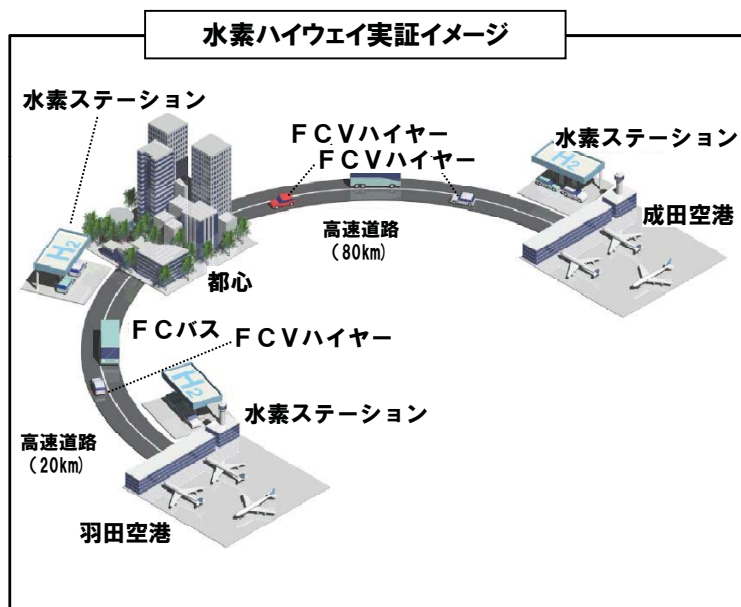 水素ハイウェイ実証イメージ
水素ステーション
ＦＣＶハイヤー
ＦＣＶハイヤー
水素ステーション
高速道路
(80km)
成田空港
都心
ＦＣバス
ＦＣＶハイヤー
水素ステーション
高速道路
(20km)
羽田空港
H2
H2
H2